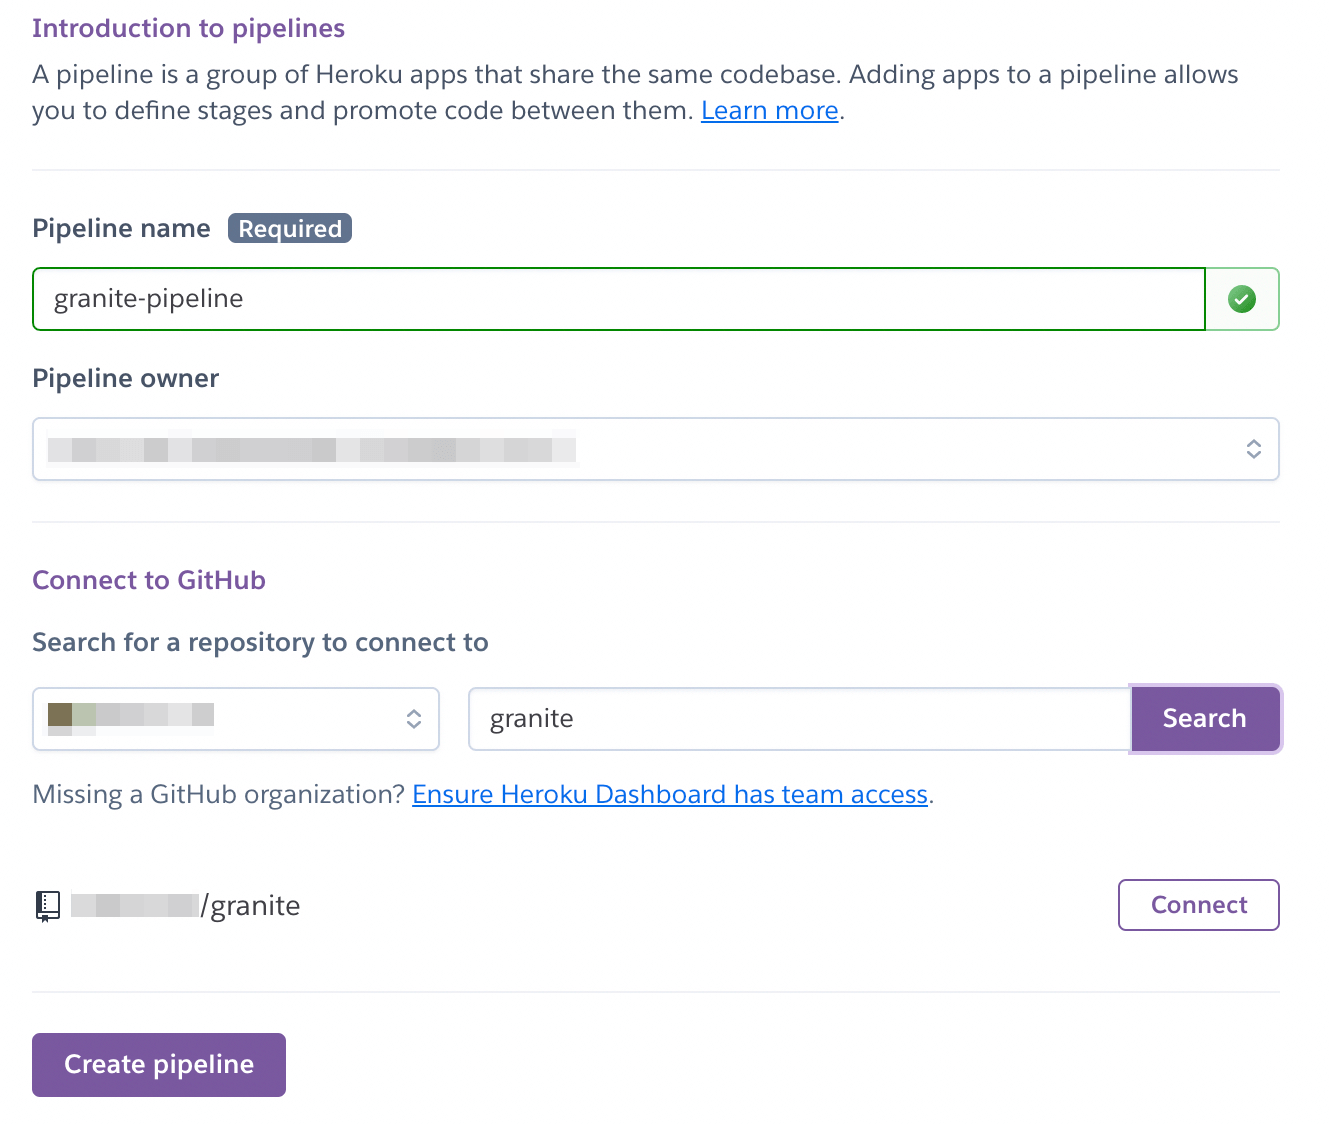 Introduction to pipelines
A pipeline is a group of Heroku apps that share the same codebase. Adding apps to a pipeline allows
you to define stages and promote code between them. Learn more.
Pipeline name Required
granite-pipeline
Pipeline owner
Connect to GitHub
Search for a repository to connect to
granite Search
Missing a GitHub organization? Ensure Heroku Dashboard has team access.
/granite Connect
Create pipeline